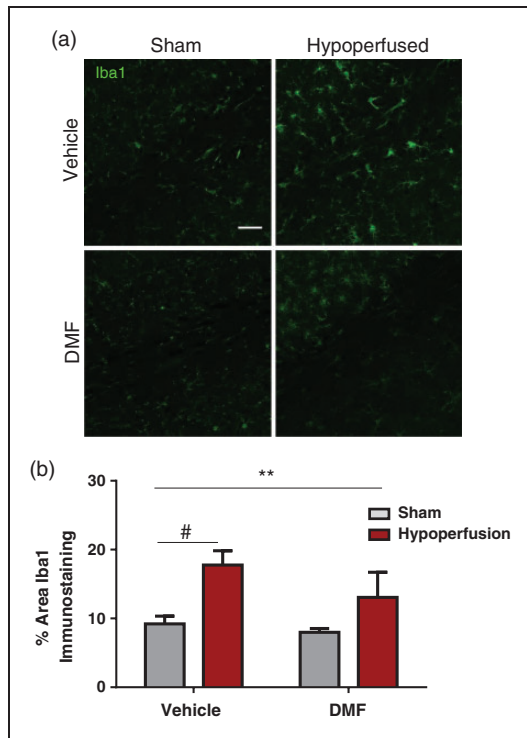 (a)
Sham
Hypoperfused
Iba1
Vehicle
DMF
(b)
30
**
Sham
Hypoperfusion
#
20
10
0
% Area Iba1
Immunostaining
Vehicle
DMF